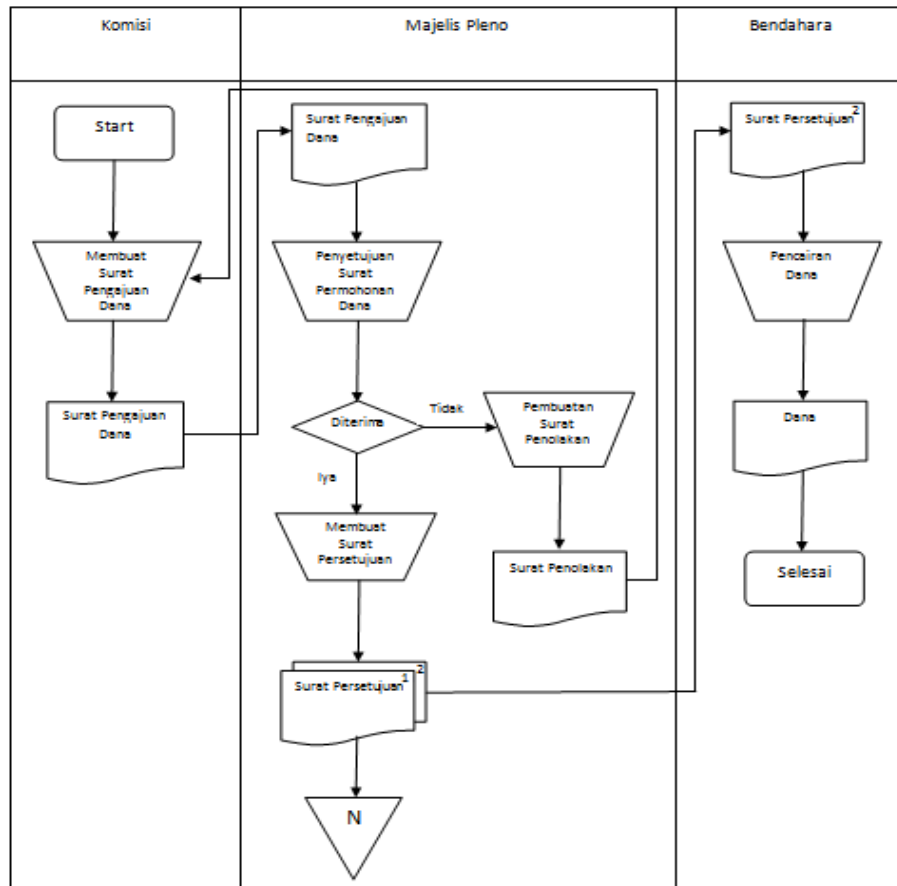 Komisi
Majelis Pleno
Bendahara
Start
Membuat
Surat
Pengajuan
Dana
Surat Pengajuan
Dana
Surat Pengajuan
Dana
Penyetujuan
Surat
Permohonan
Dana
Diterima
Tidak
Iya
Pembuatan
Surat
Penolakan
Surat Penolakan
Membuat
Surat
Persetujuan
2
Surat Persetujuan 1
N
Surat Persetujuan 2
Pencairan
Dana
Dana
Selesai